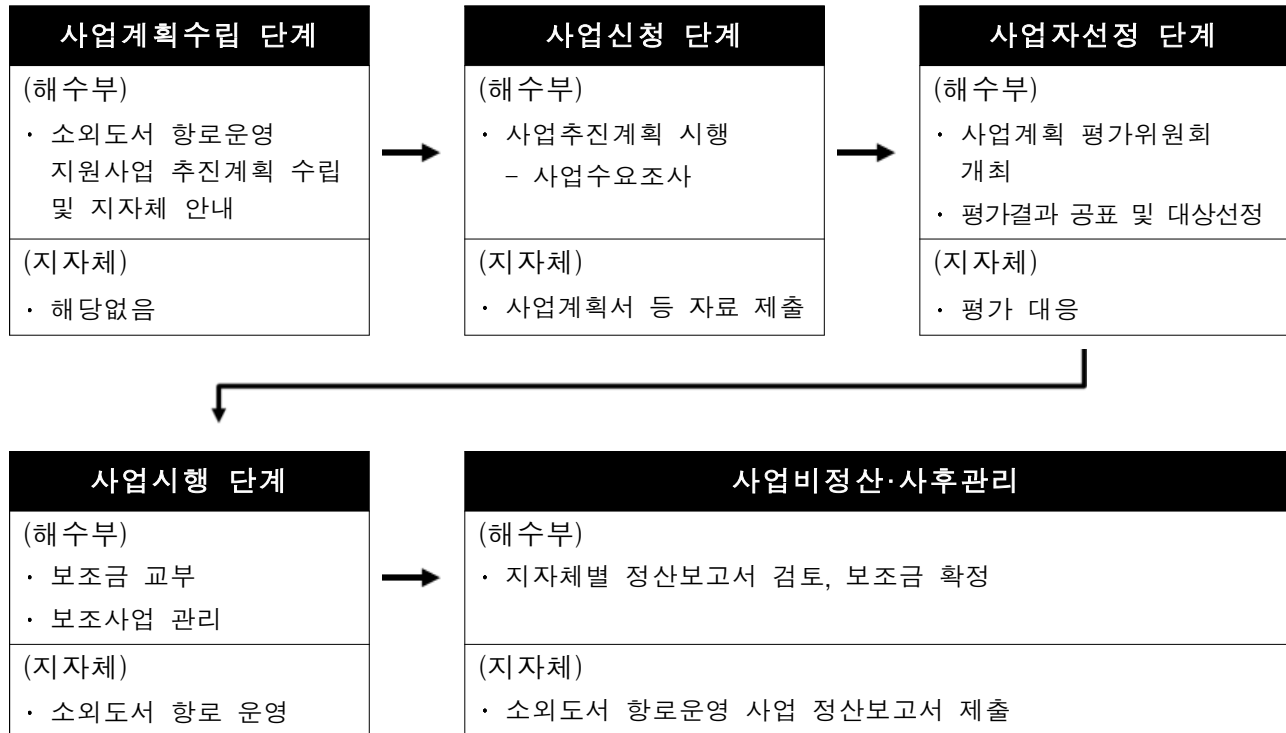 사업계획수립 단계
(해수부)
· 소외도서 항로운영
지원사업 추진계획 수립
및 지자체 안내
(지자체)
· 해당없음
사업신청 단계
(해수부)
· 사업추진계획 시행
- 사업수요조사
(지자체)
· 사업계획서 등 자료 제출
사업자선정 단계
(해수부)
· 사업계획 평가위원회
개최
· 평가결과 공표 및 대상선정
(지자체)
· 평가 대응
사업시행 단계
(해수부)
· 보조금 교부
· 보조사업 관리
(지자체)
· 소외도서 항로 운영
사업비정산·사후관리
(해수부)
· 지자체별 정산보고서 검토, 보조금 확정
(지자체)
· 소외도서 항로운영 사업 정산보고서 제출